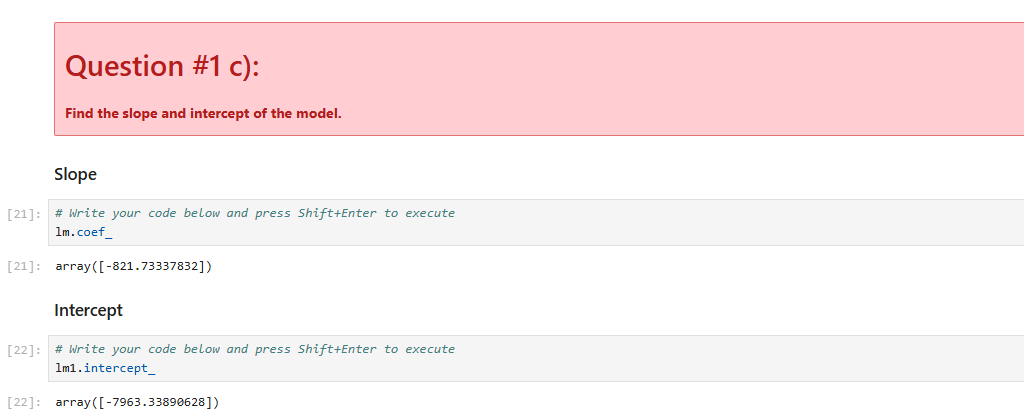 Question #1 c):
Find the slope and intercept of the model.
Slope
[21]: # Write your code below and press Shift+Enter to execute
lm.coef_
[21]: array([-821.73337832])
Intercept
[22]: # Write your code below and press Shift+Enter to execute
lm1.intercept_
[22]: array([-7963.33890628])